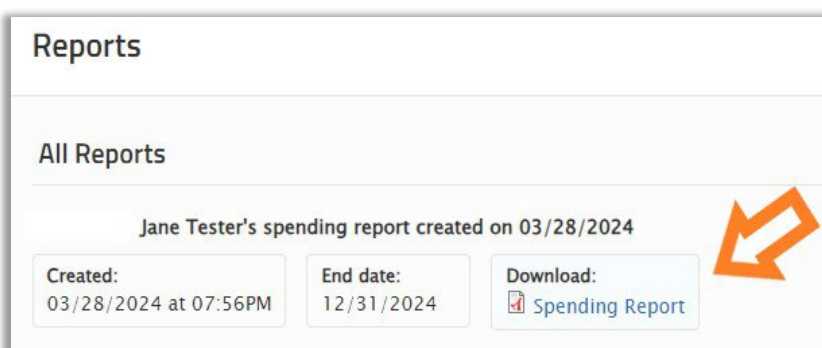 Reports
All Reports
Jane Tester's spending report created on 03/28/2024
Created:
03/28/2024 at 07:56PM
End date:
12/31/2024
Download:
Spending Report